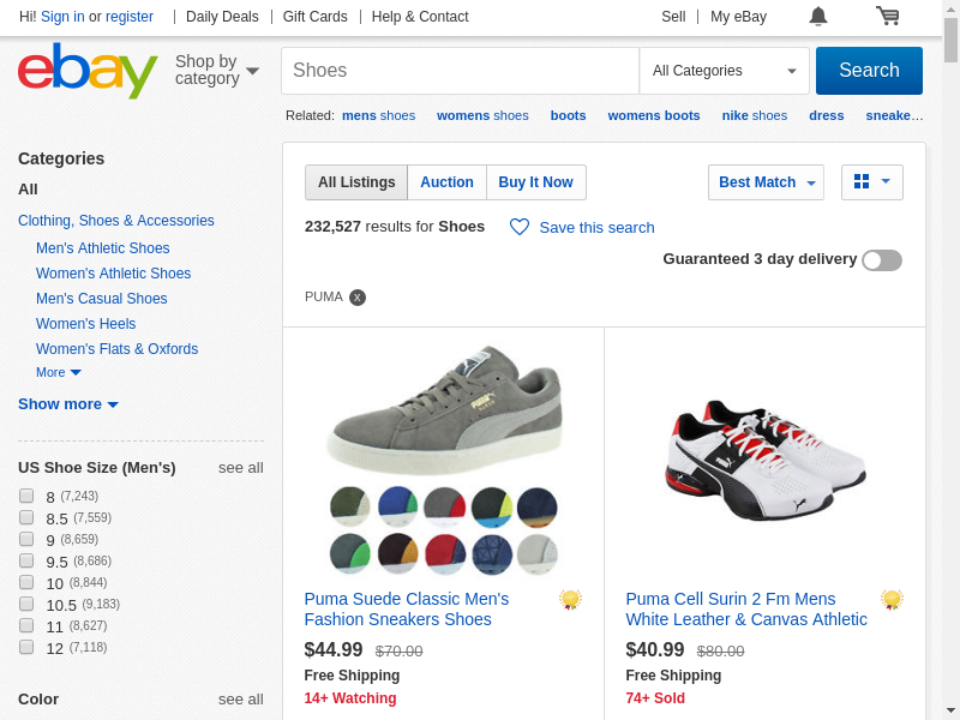 Hi! Sign in or register | Daily Deals | Gift Cards | Help & Contact Sell | My eBay
ebay
Shop by
category
Shoes All Categories Search
Related: mens shoes womens shoes boots womens boots nike shoes dress sneake...
Categories
All
Clothing, Shoes & Accessories
Men's Athletic Shoes
Women's Athletic Shoes
Men's Casual Shoes
Women's Heels
Women's Flats & Oxfords
More
Show more
US Shoe Size (Men's) see all
8 (7,243)
8.5 (7,559)
9 (8,659)
9.5 (8,686)
10 (8,844)
10.5 (9,183)
11 (8,627)
12 (7,118)
Color see all
All Listings Auction Buy It Now Best Match
232,527 results for Shoes Save this search
Guaranteed 3 day delivery
PUMA X
Puma Suede Classic Men's
Fashion Sneakers Shoes
$44.99 $70.00
Free Shipping
14+ Watching
Puma Cell Surin 2 Fm Mens
White Leather & Canvas Athletic
$40.99 $80.00
Free Shipping
74+ Sold